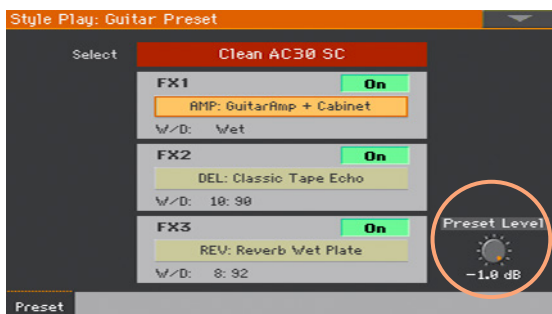 Style Play: Guitar Preset
Select
Clean AC30 SC
FX1
On
AMP: GuitarAmp + Cabinet
W/D: Wet
FX2
On
DEL: Classic Tape Echo
W/D: 10: 90
FX3
On
REV: Reverb Wet Plate
W/D: 8: 92
Preset Level
-1.0 dB
Preset